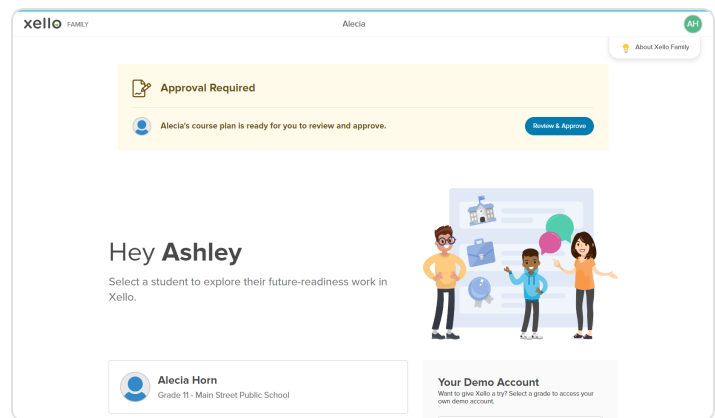 xello FAMILY
Alecia
AH
About Xello Family
Approval Required
Alecia's course plan is ready for you to review and approve.
Review & Approve
Hey Ashley
Select a student to explore their future-readiness work in
Xello.
Alecia Horn
Grade 11 - Main Street Public School
Your Demo Account
Want to give Xello a try? Select a grade to access your
own demo account.